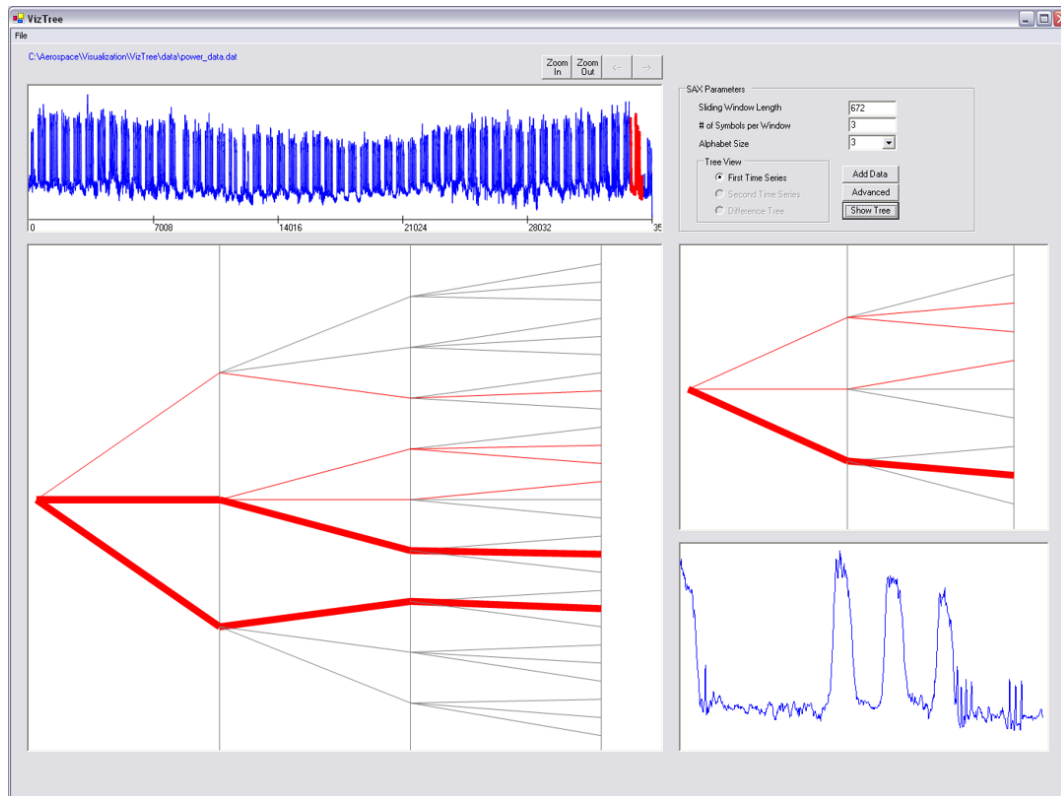 VizTree
File
C:\Aerospace\Visualization\VizTree\data\power_data.dat
Zoom In
Zoom Out
<-
->
0 7008 14016 21024 28032 35
SAX Parameters
Sliding Window Length 672
# of Symbols per Window 3
Alphabet Size 3
Tree View
First Time Series
Second Time Series
Difference Tree
Add Data
Advanced
Show Tree